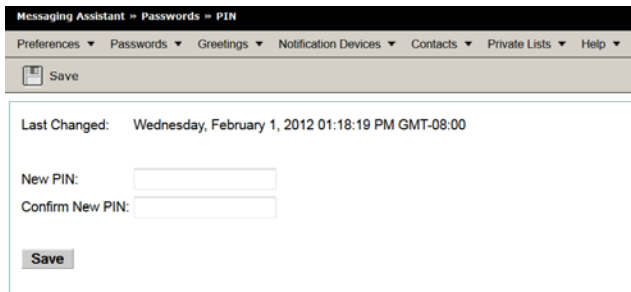 Messaging Assistant » Passwords » PIN
Preferences ▼ Passwords ▼ Greetings ▼ Notification Devices ▼ Contacts ▼ Private Lists ▼ Help ▼
Save
Last Changed: Wednesday, February 1, 2012 01:18:19 PM GMT-08:00
New PIN:
Confirm New PIN:
Save